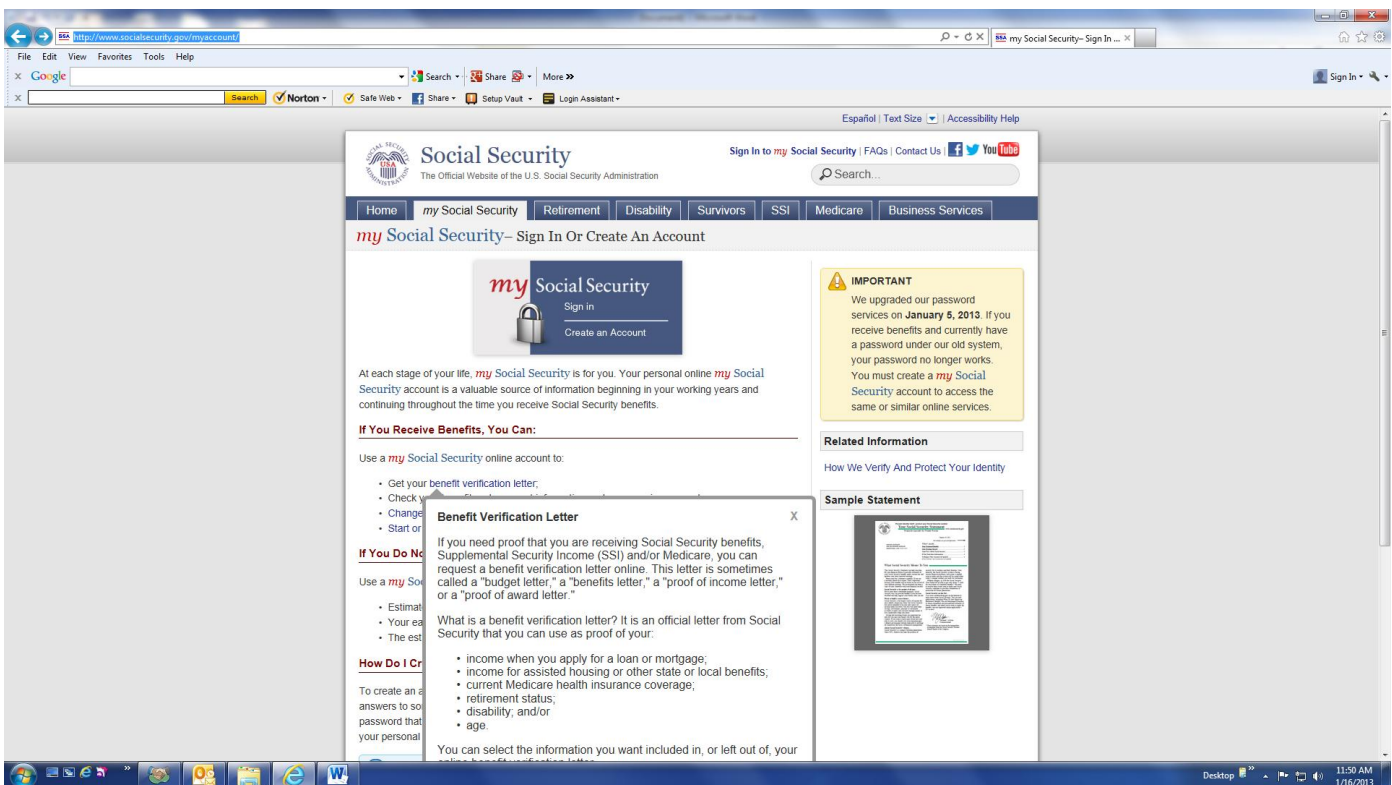 http://www.socialsecurity.gov/myaccount/
my Social Security– Sign In ...
File Edit View Favorites Tools Help
x Google Search Share More »
Sign In
x Search Norton Safe Web Share Setup Vault Login Assistant
Español | Text Size | Accessibility Help
SOCIAL SECURITY ADMINISTRATION USA
Social Security
The Official Website of the U.S. Social Security Administration
Sign In to my Social Security | FAQs | Contact Us | You Tube
Search...
Home my Social Security Retirement Disability Survivors SSI Medicare Business Services
my Social Security– Sign In Or Create An Account
my Social Security
Sign in
Create an Account
At each stage of your life, my Social Security is for you. Your personal online my Social
Security account is a valuable source of information beginning in your working years and
continuing throughout the time you receive Social Security benefits.
If You Receive Benefits, You Can:
Use a my Social Security online account to:
• Get your benefit verification letter;
• Check
• Change
• Start or
If You Do
Use a my
• Your
• The
How Do I
To create an
answers to
password that
your personal
Benefit Verification Letter X
If you need proof that you are receiving Social Security benefits,
Supplemental Security Income (SSI) and/or Medicare, you can
request a benefit verification letter online. This letter is sometimes
called a "budget letter," a "benefits letter," a "proof of income letter,"
or a "proof of award letter."
What is a benefit verification letter? It is an official letter from Social
Security that you can use as proof of your:
• income when you apply for a loan or mortgage;
• income for assisted housing or other state or local benefits;
• current Medicare health insurance coverage;
• retirement status;
• disability; and/or
• age.
You can select the information you want included in, or left out of, your
online benefit verification letter
IMPORTANT
We upgraded our password
services on January 5, 2013. If you
receive benefits and currently have
a password under our old system,
your password no longer works.
You must create a my Social
Security account to access the
same or similar online services.
Related Information
How We Verify And Protect Your Identity
Sample Statement
Desktop » 11:50 AM
1/16/2013